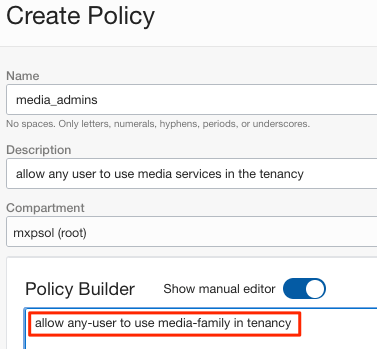 Create Policy
Name
media_admins
No spaces. Only letters, numerals, hyphens, periods, or underscores.
Description
allow any user to use media services in the tenancy
Compartment
mxpsol (root)
Policy Builder Show manual editor
allow any-user to use media-family in tenancy